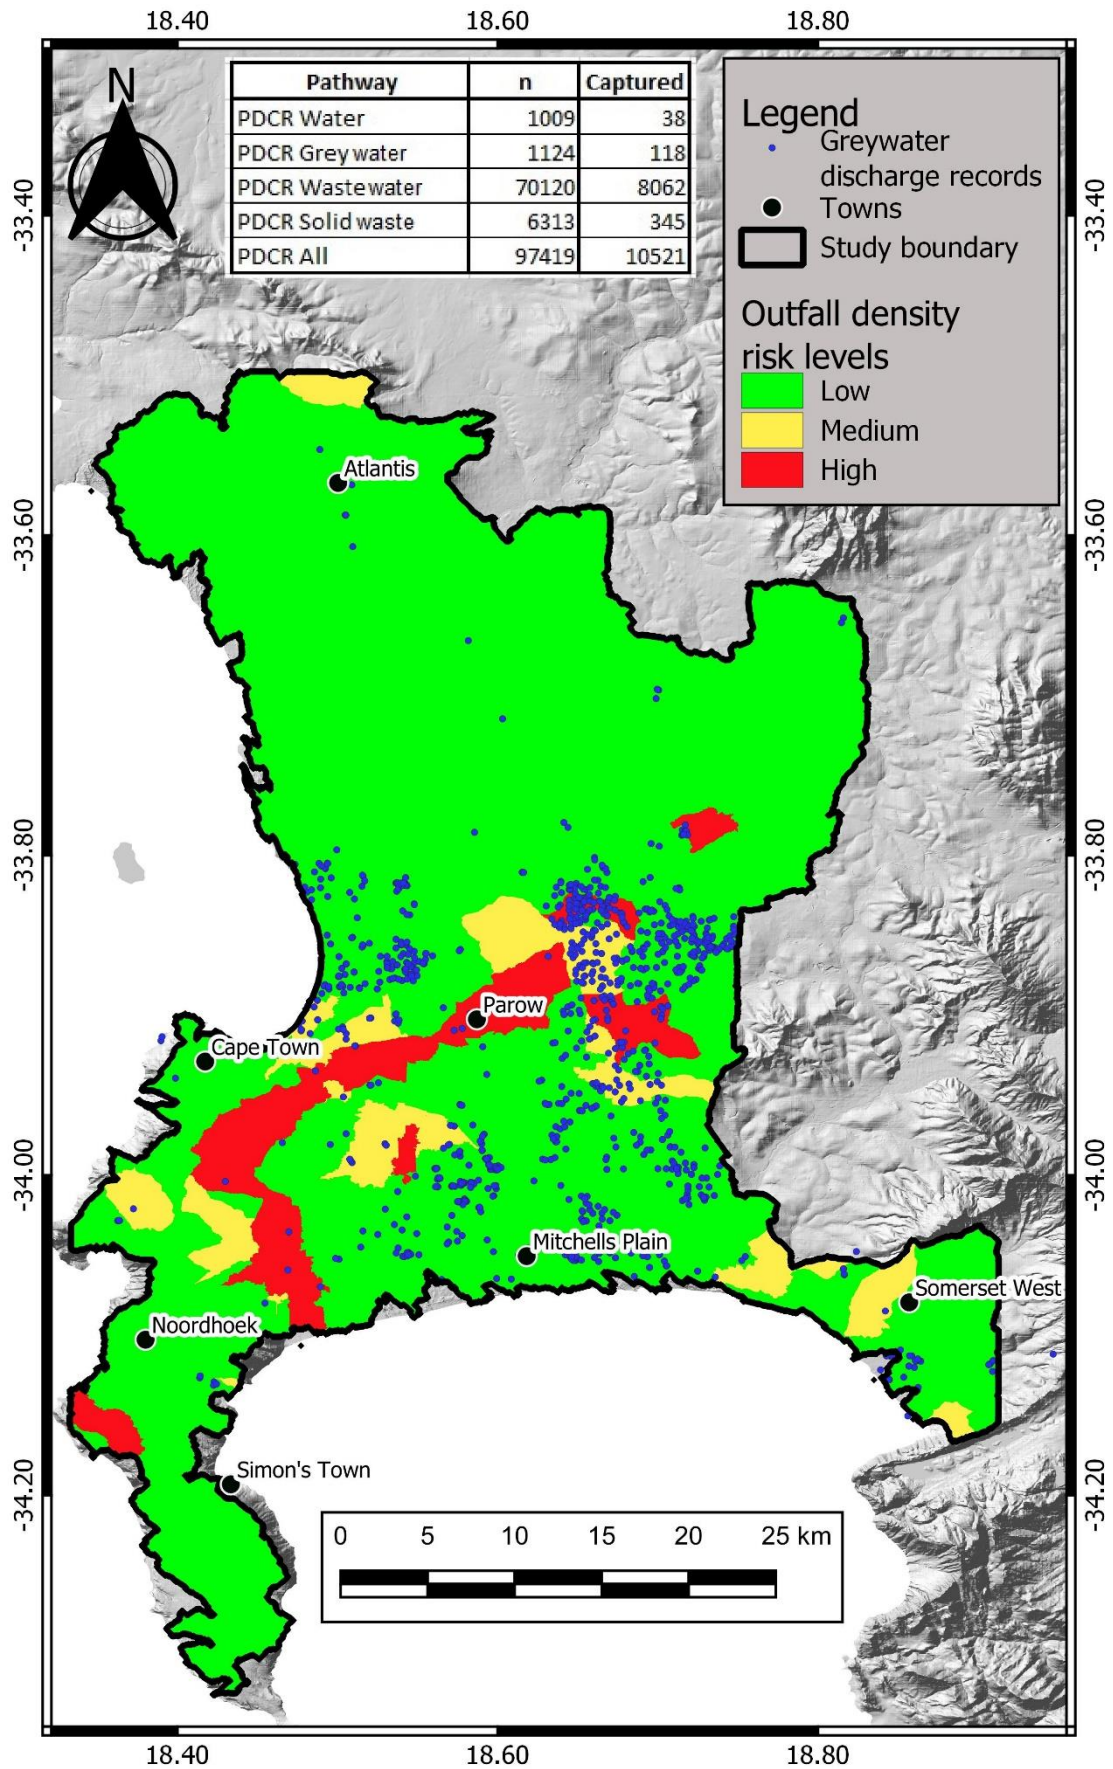 18.40 18.60 18.80
N
Pathway n Captured
PDCR Water 1009 38
PDCR Grey water 1124 118
PDCR Wastewater 70120 8062
PDCR Solid waste 6313 345
PDCR All 97419 10521
Legend
Greywater
discharge records
Towns
Study boundary
Outfall density
risk levels
Low
Medium
High
-33.40 -33.40
Atlantis
-33.60 -33.60
-33.80 -33.80
Parow
Cape Town
-34.00 -34.00
Mitchells Plain
Somerset West
Noordhoek
Simon's Town
-34.20 -34.20
0 5 10 15 20 25 km
18.40 18.60 18.80